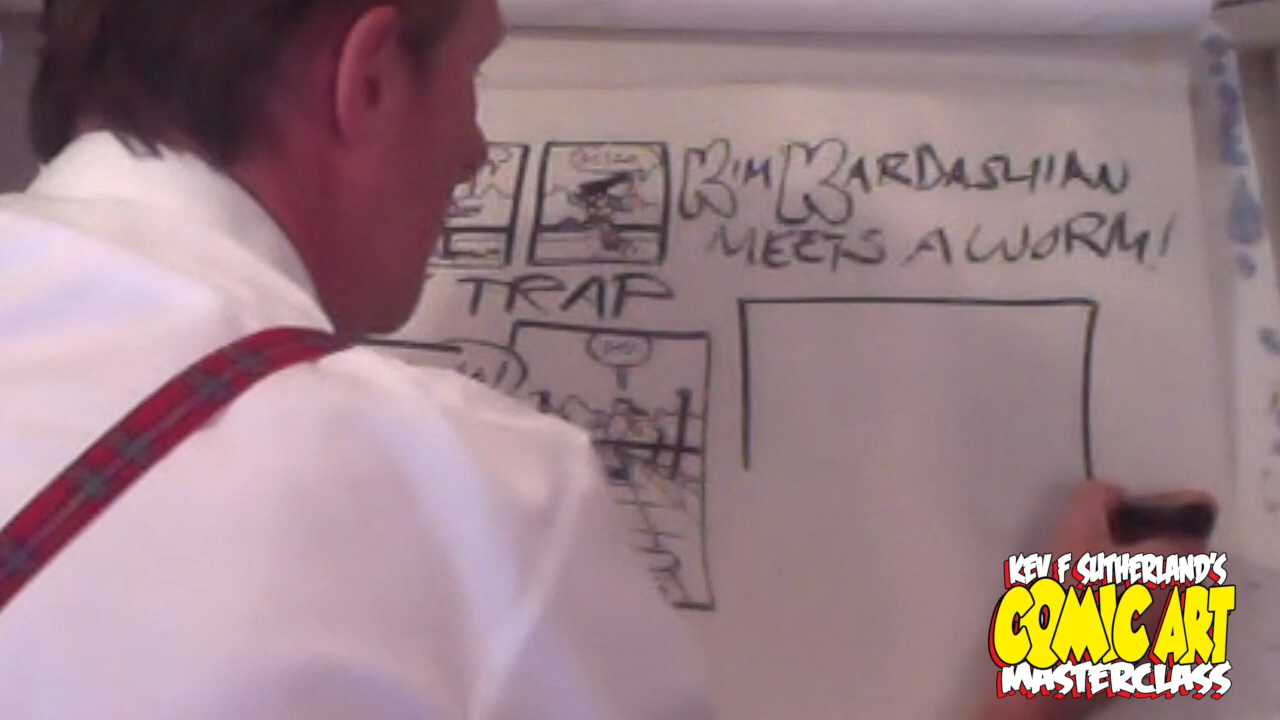 KIM KARDASHIAN
MEETS A WORM!
TRAP
KEV F SUTHERLAND'S
COMIC ART
MASTERCLASS